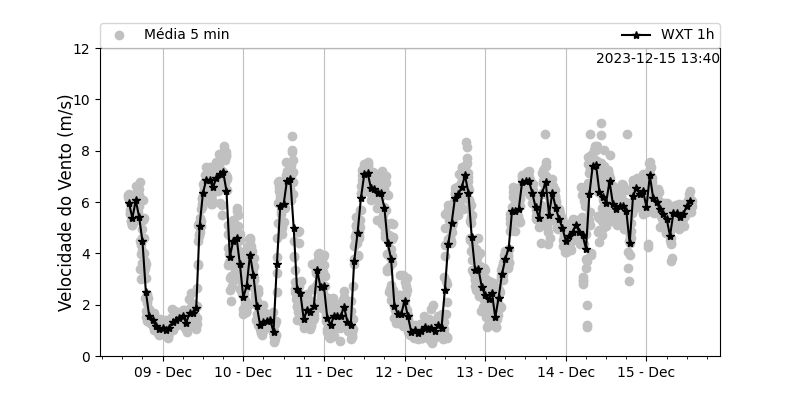 Média 5 min
WXT 1h
2023-12-15 13:40
Velocidade do Vento (m/s)
12
10
8
6
4
2
0
09 - Dec
10 - Dec
11 - Dec
12 - Dec
13 - Dec
14 - Dec
15 - Dec